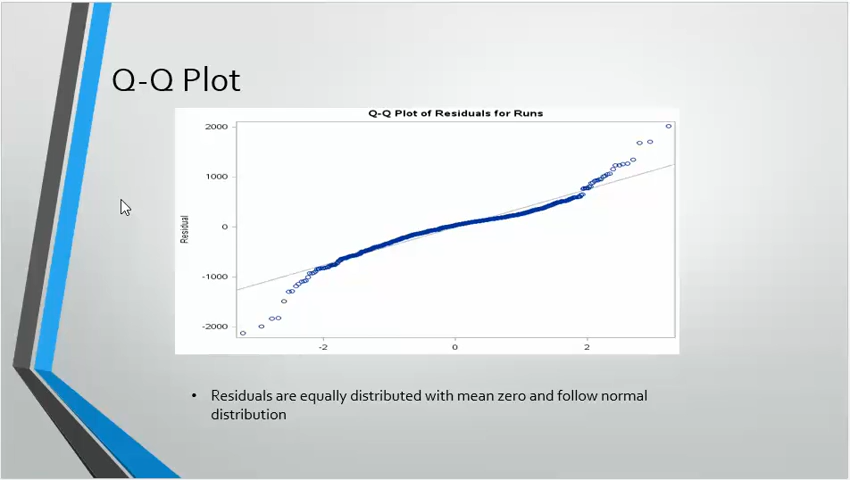 Q-Q Plot
Q-Q Plot of Residuals for Runs
2000
1000
0
-1000
-2000
Residual
-2
0
2
• Residuals are equally distributed with mean zero and follow normal
distribution